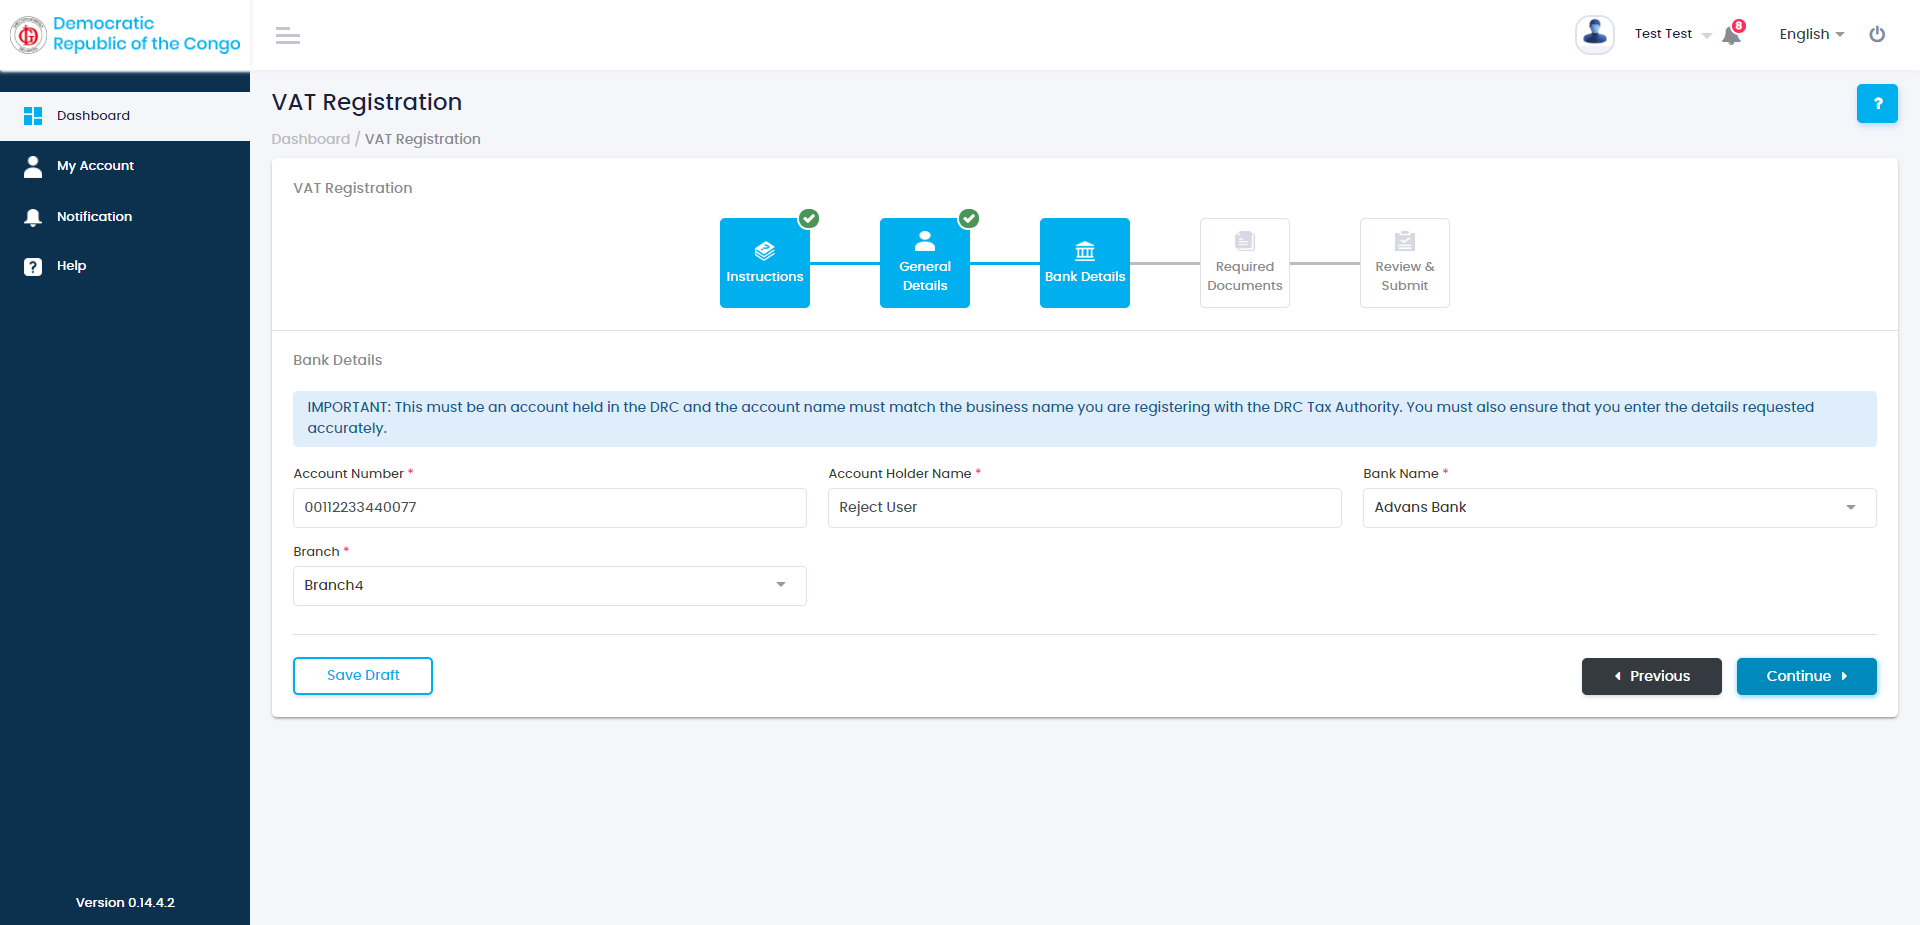 Democratic
Republic of the Congo
Test Test
8
English
Dashboard
My Account
Notification
Help
Version 0.14.4.2
VAT Registration
?
Dashboard / VAT Registration
VAT Registration
Instructions
General
Details
Bank Details
Required
Documents
Review &
Submit
Bank Details
IMPORTANT: This must be an account held in the DRC and the account name must match the business name you are registering with the DRC Tax Authority. You must also ensure that you enter the details requested
accurately.
Account Number *
Account Holder Name *
Bank Name *
00112233440077
Reject User
Advans Bank
Branch *
Branch4
Save Draft
Previous
Continue